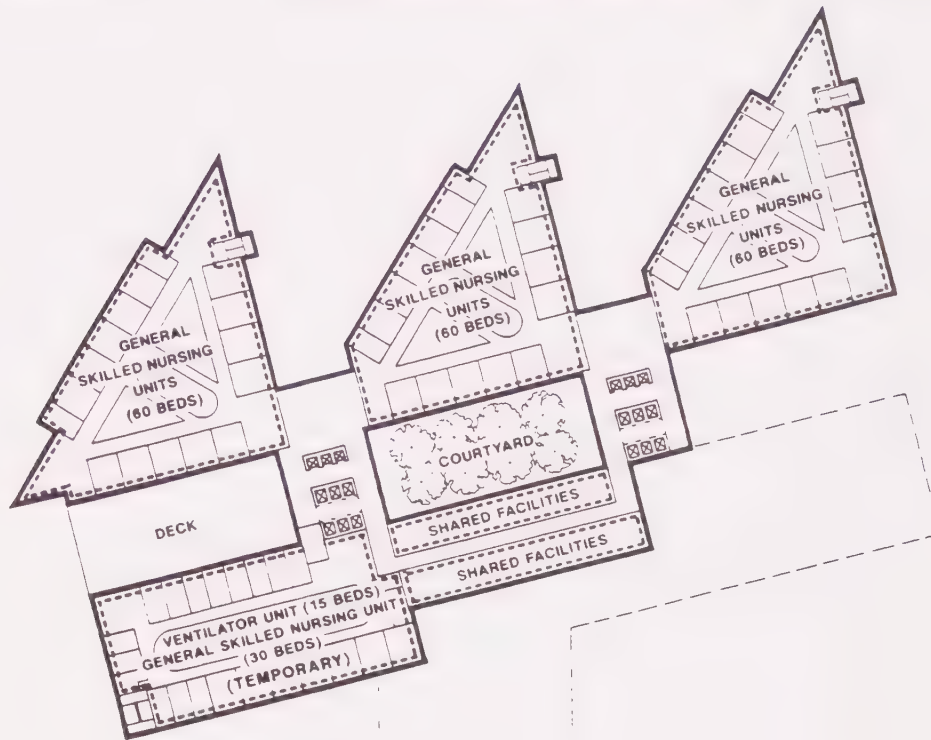 GENERAL
SKILLED NURSING
UNITS
(60 BEDS)
GENERAL
SKILLED NURSING
UNITS
(60 BEDS)
GENERAL
SKILLED NURSING
UNITS
(60 BEDS)
COURTYARD
DECK
SHARED FACILITIES
SHARED FACILITIES
VENTILATOR UNIT (15 BEDS)
GENERAL SKILLED NURSING UNIT
(30 BEDS)
(TEMPORARY)